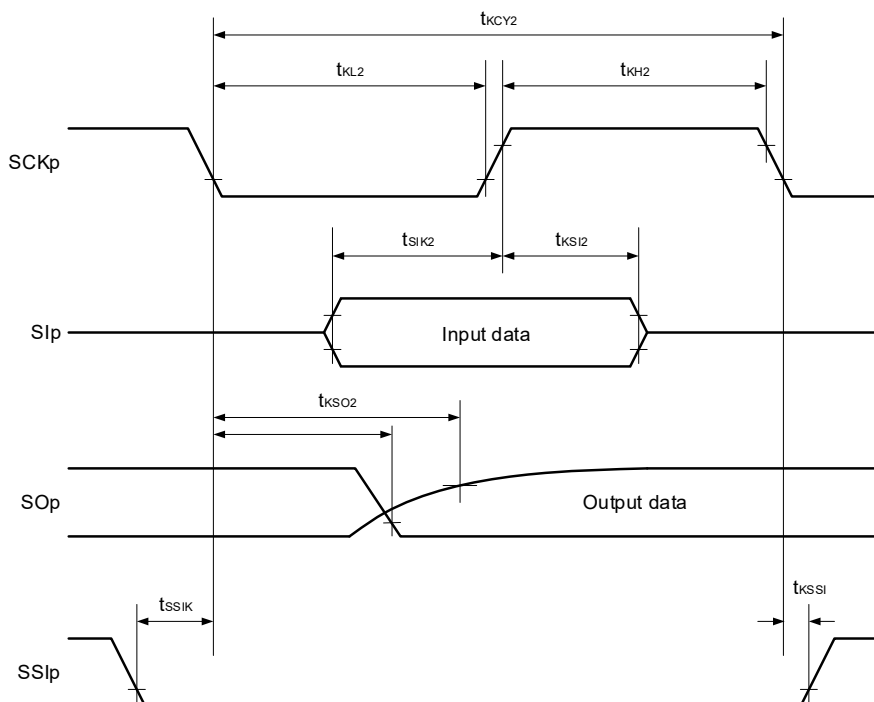 tKCY2
tKL2
tKH2
SCKp
tSIK2
tKSI2
SIp
Input data
tKSO2
SOp
Output data
tSSIK
tKSSI
SSIp